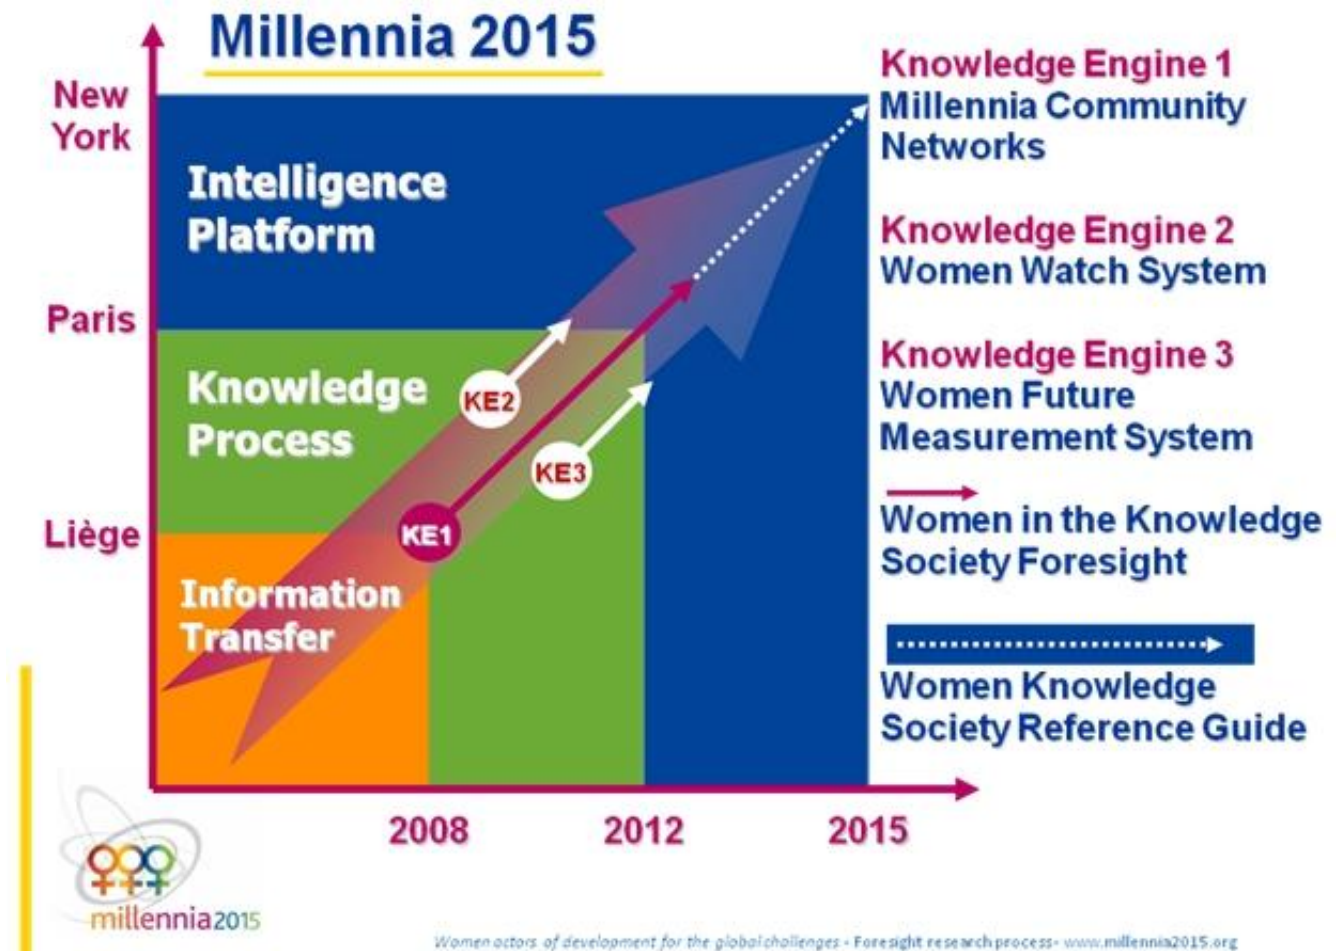 Millennia 2015
New
York
Paris
Liège
Intelligence
Platform
Knowledge
Process
Information
Transfer
KE2
KE3
KE1
2008
2012
2015
Knowledge Engine 1
Millennia Community
Networks
Knowledge Engine 2
Women Watch System
Knowledge Engine 3
Women Future
Measurement System
Women in the Knowledge
Society Foresight
Women Knowledge
Society Reference Guide
millennia2015
Women actors of development for the global challenges - Foresight research process - www.millennia2015.org